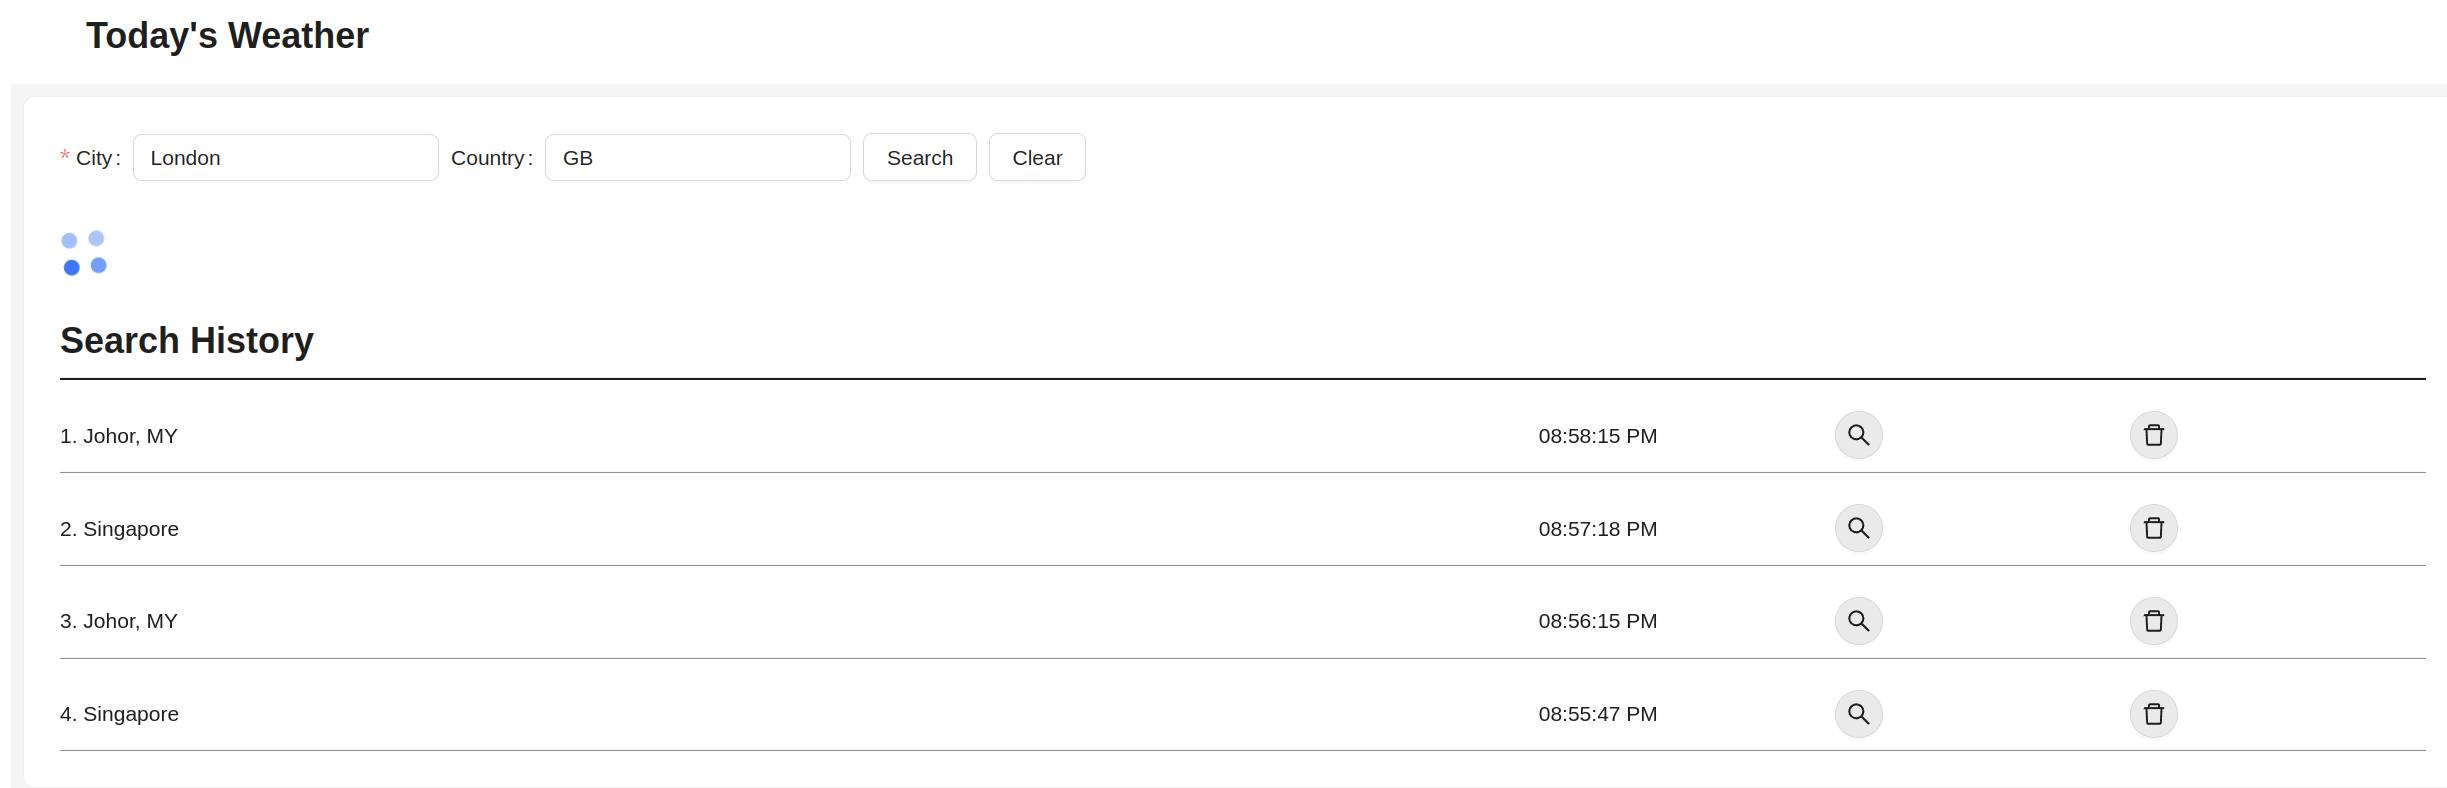 Today's Weather
* City : London Country : GB Search Clear
Search History
1. Johor, MY 08:58:15 PM
2. Singapore 08:57:18 PM
3. Johor, MY 08:56:15 PM
4. Singapore 08:55:47 PM